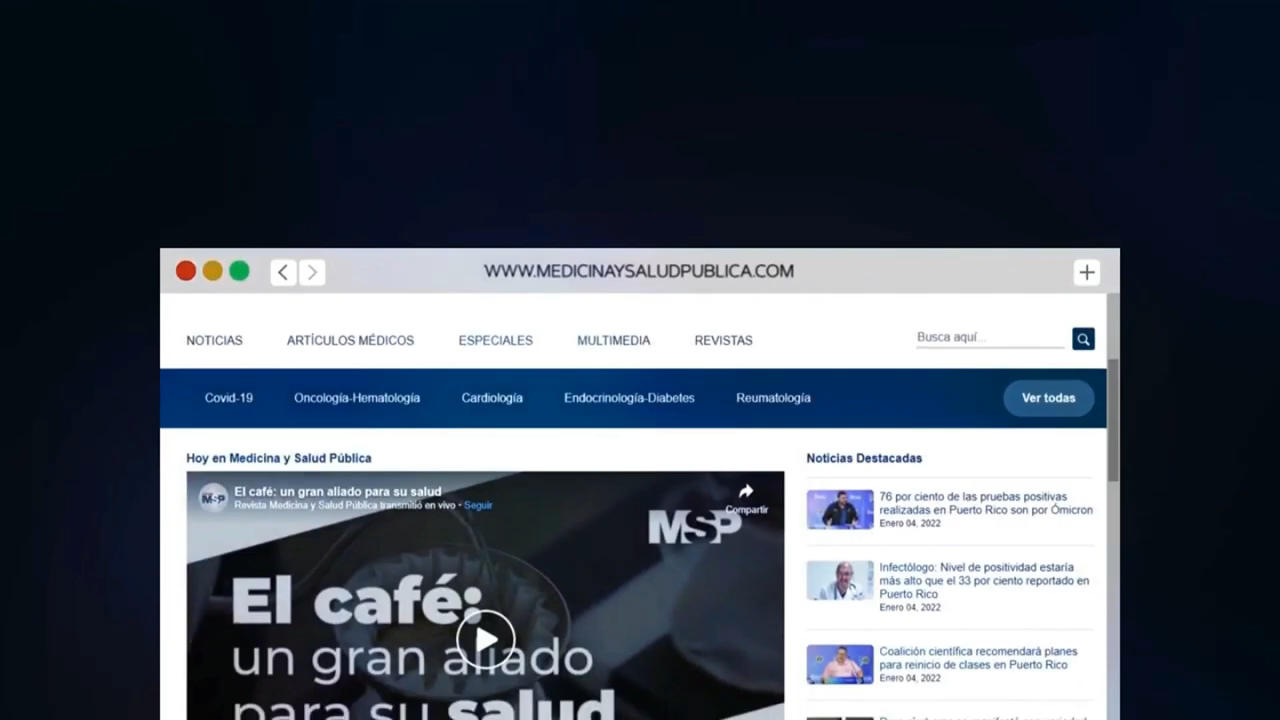 WWW.MEDICINAYSALUDPUBLICA.COM
NOTICIAS
ARTÍCULOS MÉDICOS
ESPECIALES
MULTIMEDIA
REVISTAS
Busca aquí...
Covid-19
Oncología-Hematología
Cardiología
Endocrinología-Diabetes
Reumatología
Ver todas
Hoy en Medicina y Salud Pública
MSP
El café: un gran aliado para su salud
Revista Medicina y Salud Pública transmitió en vivo • Seguir
Compartir
MSP
El café:
un gran aliado
para su salud
Noticias Destacadas
76 por ciento de las pruebas positivas
realizadas en Puerto Rico son por Ómicron
Enero 04, 2022
Infectólogo: Nivel de positividad estaría
más alto que el 33 por ciento reportado en
Puerto Rico
Enero 04, 2022
Coalición científica recomendará planes
para reinicio de clases en Puerto Rico
Enero 04, 2022